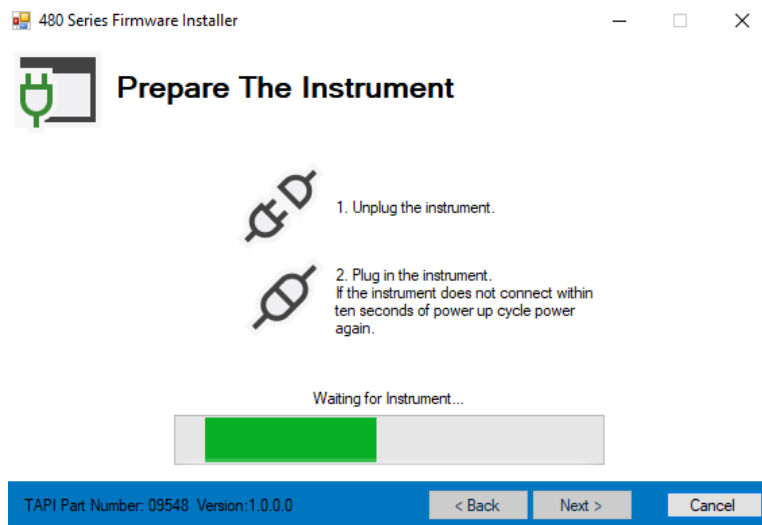 480 Series Firmware Installer
Prepare The Instrument
1. Unplug the instrument.
2. Plug in the instrument.
If the instrument does not connect within
ten seconds of power up cycle power
again.
Waiting for Instrument...
TAPI Part Number: 09548 Version:1.0.0.0
< Back
Next >
Cancel